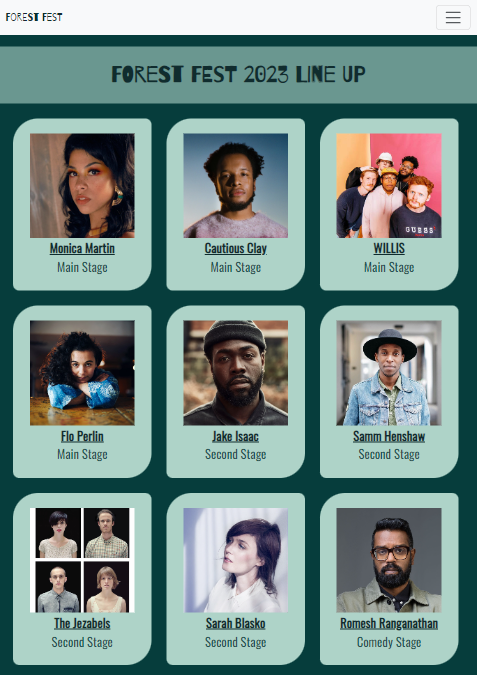 FOREST FEST
FOREST FEST 2023 LINE UP
Monica Martin
Main Stage
Cautious Clay
Main Stage
WILLIS
Main Stage
GUESS
Flo Perlin
Main Stage
Jake Isaac
Second Stage
Samm Henshaw
Second Stage
The Jezabels
Second Stage
Sarah Blasko
Second Stage
Romesh Ranganathan
Comedy Stage